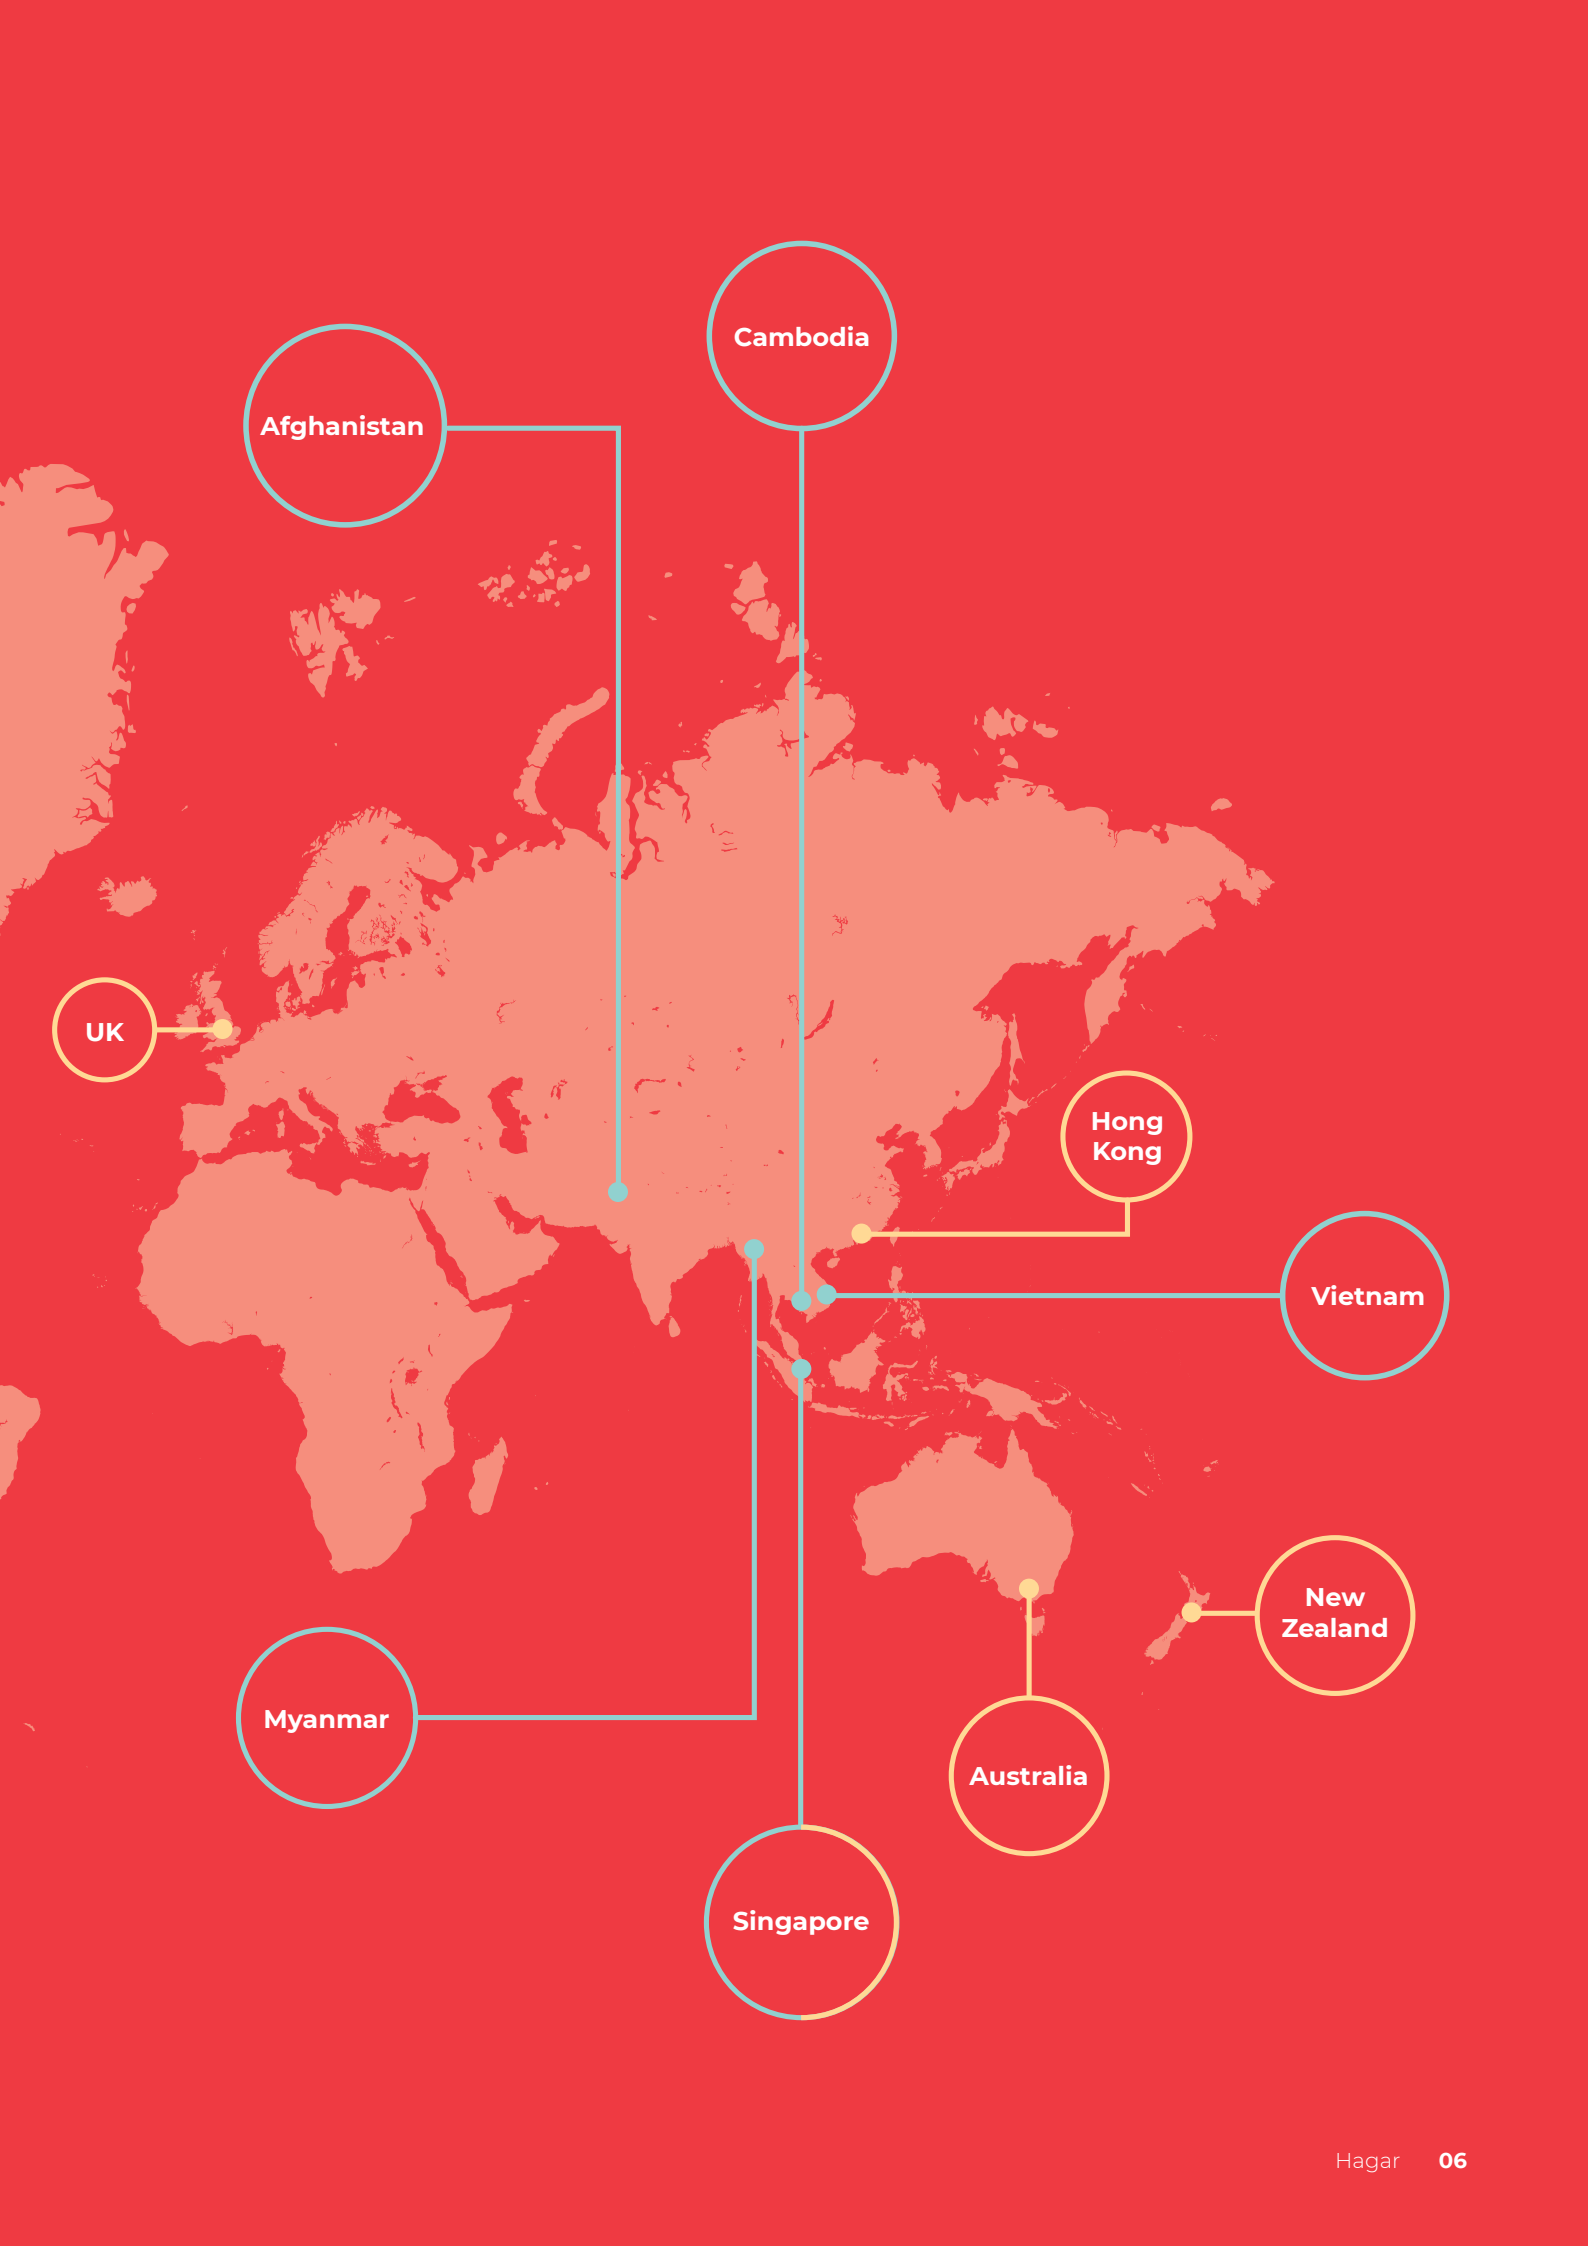 Cambodia
Afghanistan
UK
Hong
Kong
Vietnam
New
Zealand
Myanmar
Australia
Singapore
Hagar 06